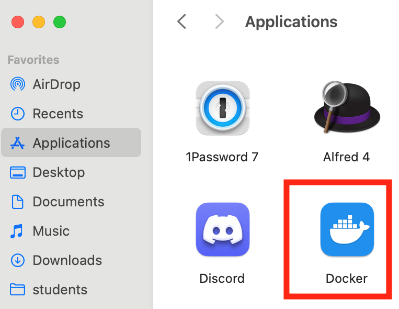 Applications
Favorites
AirDrop
Recents
Applications
Desktop
Documents
Music
Downloads
students
1Password 7
Alfred 4
Discord
Docker